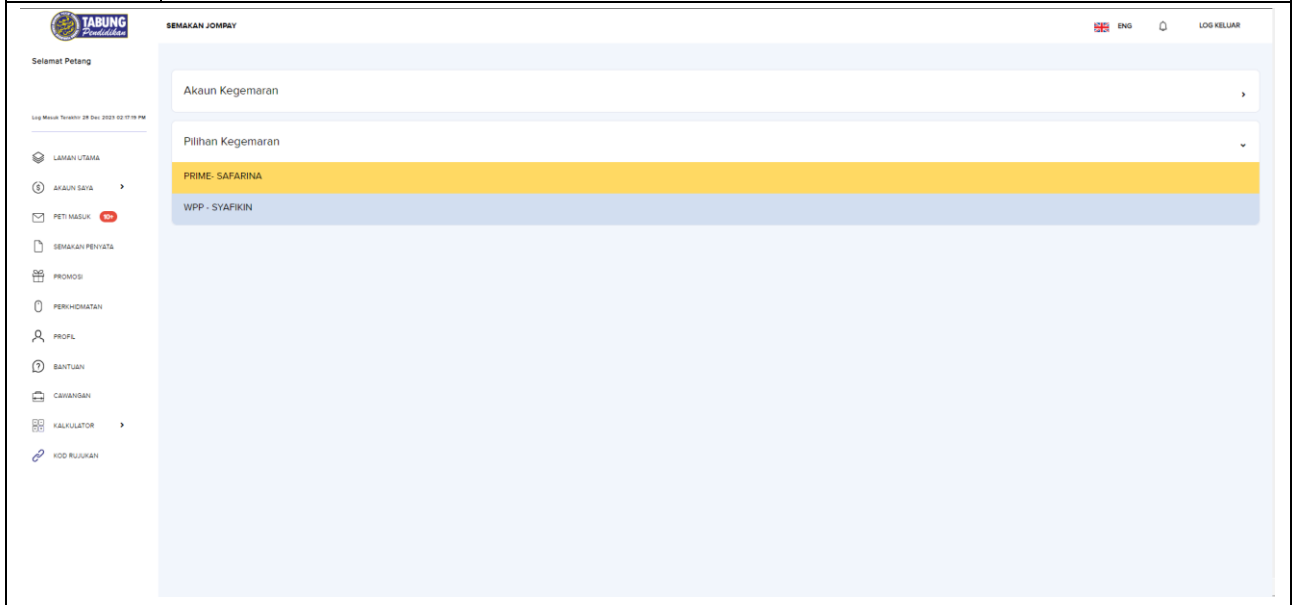 TABUNG
Pendidikan
SEMAKAN JOMPAY
ENG
LOG KELUAR
Selamat Petang
Log Masuk Terakhir 28 Dec 2023 02:17:19 PM
LAMAN UTAMA
AKAUN SAYA
PETI MASUK 10+
SEMAKAN PENYATA
PROMOSI
PERKHIDMATAN
PROFIL
BANTUAN
CAWANGAN
KALKULATOR
KOD RUJUKAN
Akaun Kegemaran
Pilihan Kegemaran
PRIME- SAFARINA
WPP - SYAFIKIN